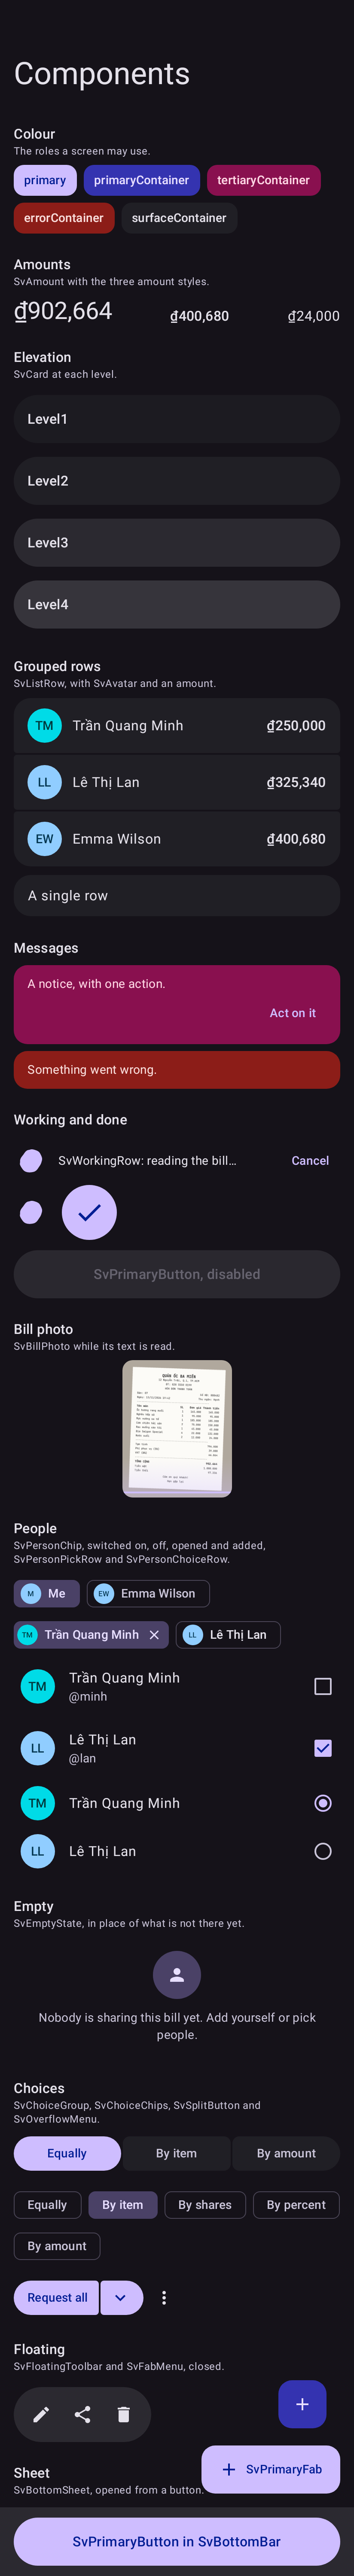 Components
Colour
The roles a screen may use.
primary
primaryContainer
tertiaryContainer
errorContainer
surfaceContainer
Amounts
SvAmount with the three amount styles.
₫902,664
₫400,680
₫24,000
Elevation
SvCard at each level.
Level1
Level2
Level3
Level4
Grouped rows
SvListRow, with SvAvatar and an amount.
TM Trần Quang Minh ₫250,000
LL Lê Thị Lan ₫325,340
EW Emma Wilson ₫400,680
A single row
Messages
A notice, with one action.
Act on it
Something went wrong.
Working and done
SvWorkingRow: reading the bill… Cancel
SvPrimaryButton, disabled
Bill photo
SvBillPhoto while its text is read.
People
SvPersonChip, switched on, off, opened and added,
SvPersonPickRow and SvPersonChoiceRow.
M Me
EW Emma Wilson
TM Trần Quang Minh
LL Lê Thị Lan
TM Trần Quang Minh
@minh
LL Lê Thị Lan
@lan
TM Trần Quang Minh
LL Lê Thị Lan
Empty
SvEmptyState, in place of what is not there yet.
Nobody is sharing this bill yet. Add yourself or pick
people.
Choices
SvChoiceGroup, SvChoiceChips, SvSplitButton and
SvOverflowMenu.
Equally
By item
By amount
Equally
By item
By shares
By percent
By amount
Request all
Floating
SvFloatingToolbar and SvFabMenu, closed.
Sheet
SvBottomSheet, opened from a button.
SvPrimaryFab
SvPrimaryButton in SvBottomBar